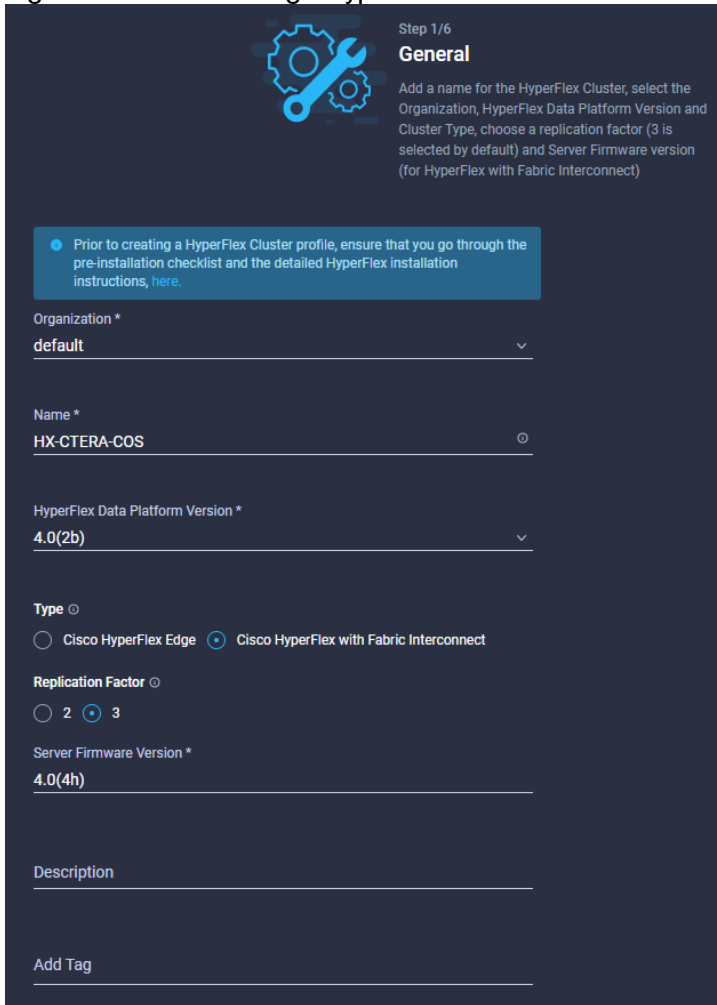 Step 1/6
General
Add a name for the HyperFlex Cluster, select the
Organization, HyperFlex Data Platform Version and
Cluster Type, choose a replication factor (3 is
selected by default) and Server Firmware version
(for HyperFlex with Fabric Interconnect)
Prior to creating a HyperFlex Cluster profile, ensure that you go through the
pre-installation checklist and the detailed HyperFlex installation
instructions, here.
Organization *
default
Name *
HX-CTERA-COS
HyperFlex Data Platform Version *
4.0(2b)
Type
Cisco HyperFlex Edge Cisco HyperFlex with Fabric Interconnect
Replication Factor
2 3
Server Firmware Version *
4.0(4h)
Description
Add Tag